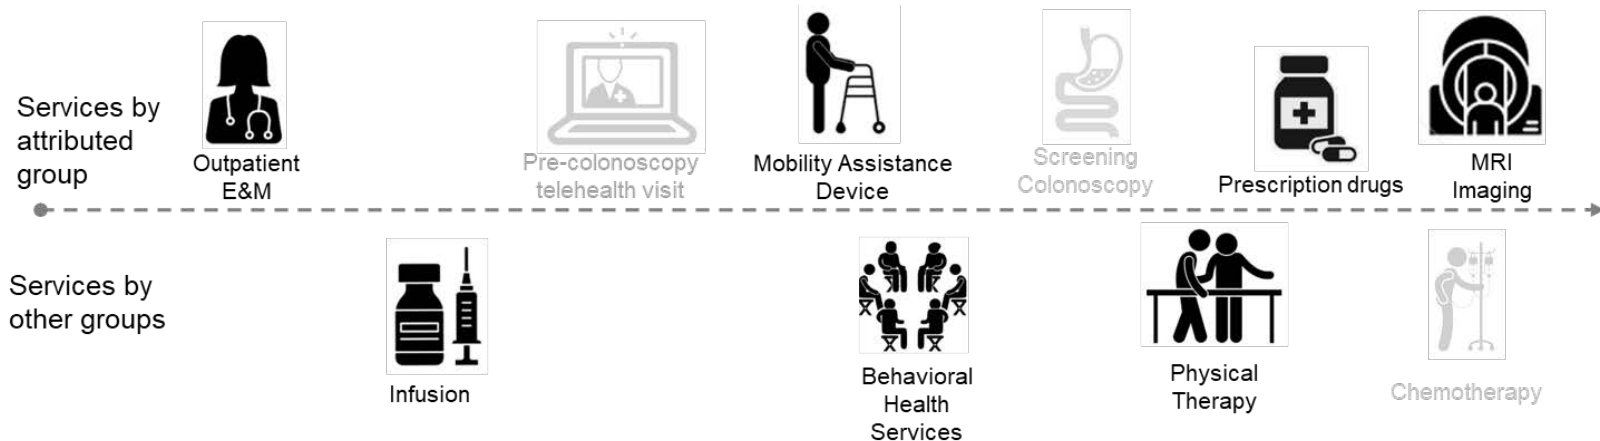 Services by
attributed
group
Outpatient
E&M
Pre-colonoscopy
telehealth visit
Mobility Assistance
Device
Screening
Colonoscopy
Prescription drugs
MRI
Imaging
Services by
other groups
Infusion
Behavioral
Health
Services
Physical
Therapy
Chemotherapy